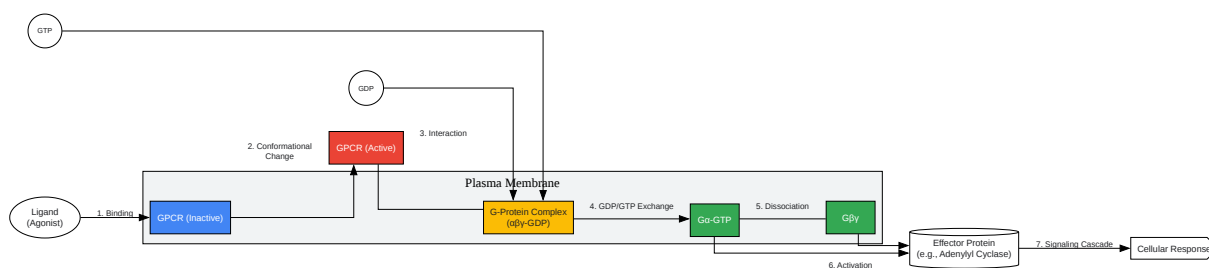 GTP
GDP
2. Conformational
Change
GPCR (Active)
3. Interaction
Plasma Membrane
Ligand
(Agonist)
1. Binding
GPCR (Inactive)
G-Protein Complex
(αβγ-GDP)
4. GDP/GTP Exchange
Gα-GTP
5. Dissociation
Gβγ
6. Activation
Effector Protein
(e.g., Adenylyl Cyclase)
7. Signaling Cascade
Cellular Response